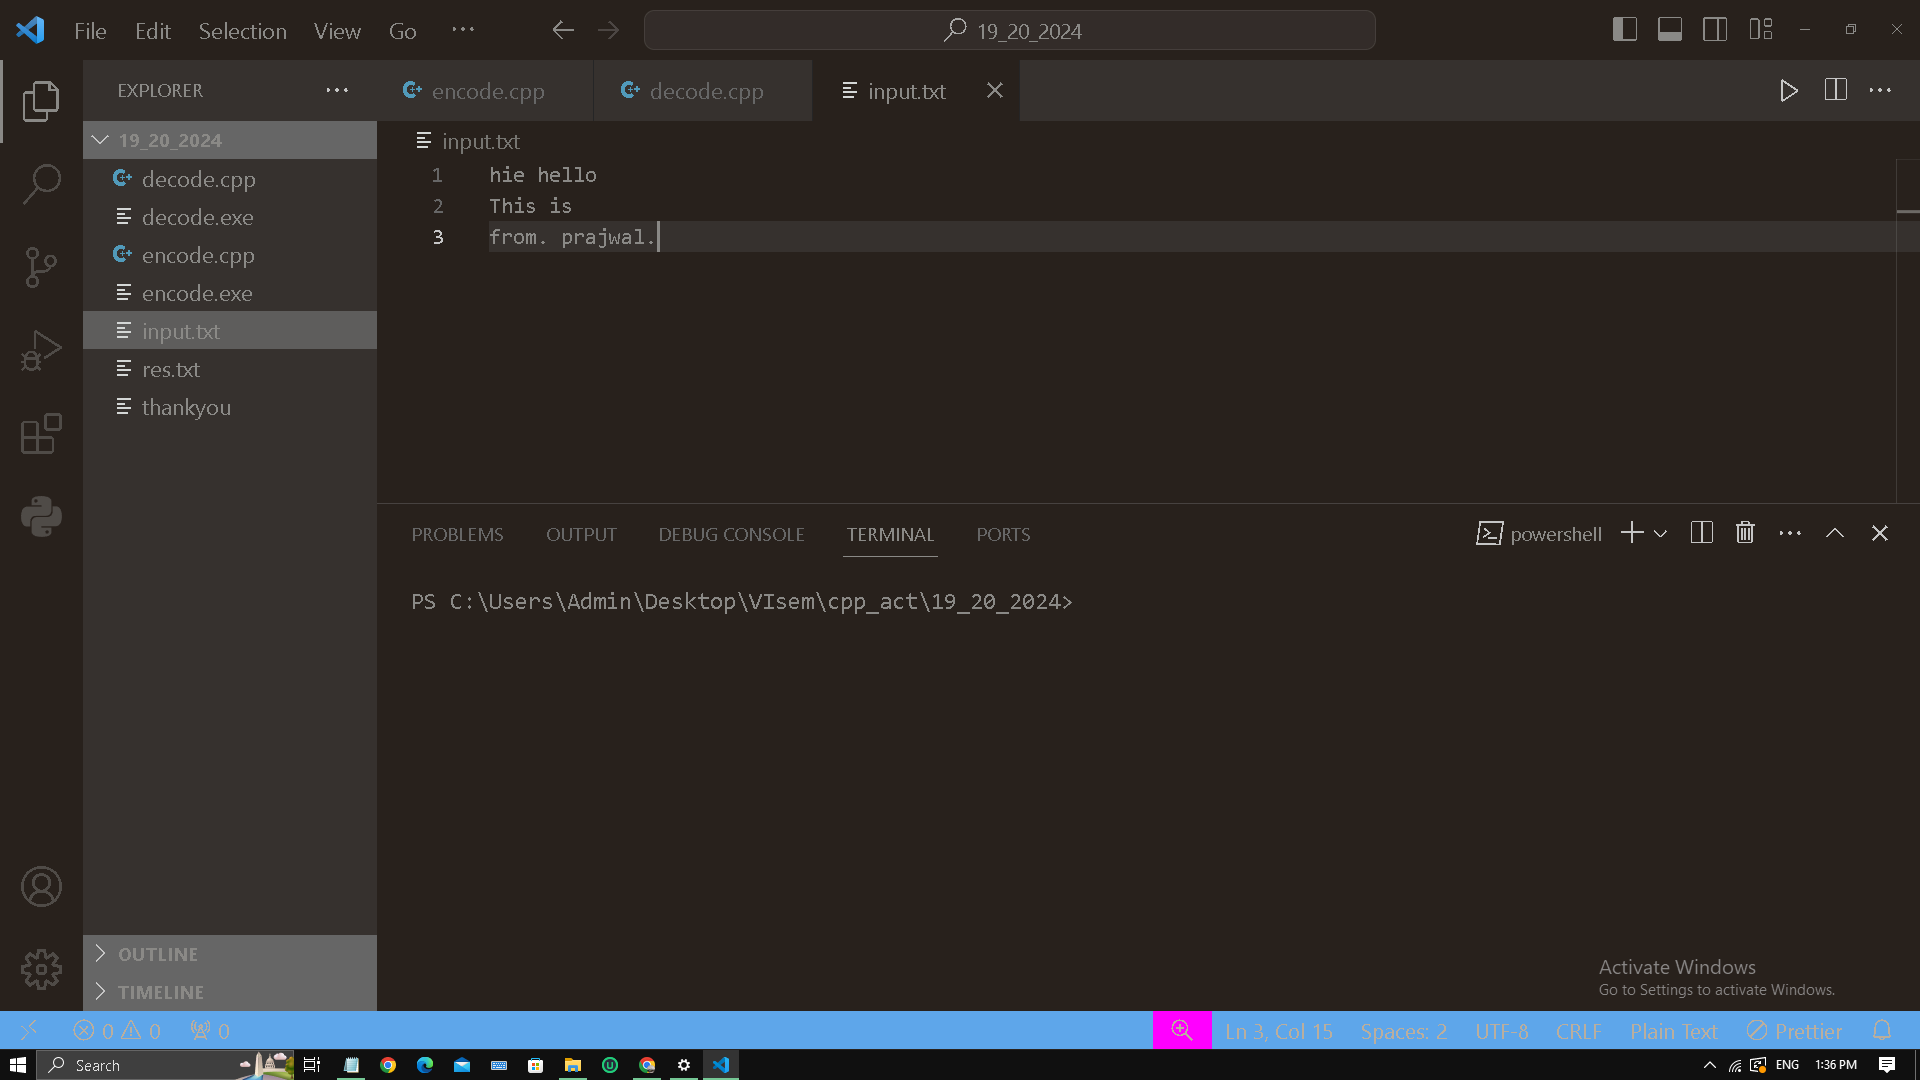 File Edit Selection View Go ...
19_20_2024
EXPLORER
19_20_2024
decode.cpp
decode.exe
encode.cpp
encode.exe
input.txt
res.txt
thankyou
OUTLINE
TIMELINE
encode.cpp decode.cpp input.txt
input.txt
1 hie hello
2 This is
3 from. prajwal.
PROBLEMS OUTPUT DEBUG CONSOLE TERMINAL PORTS
powershell
PS C:\Users\Admin\Desktop\VIsem\cpp_act\19_20_2024>
Activate Windows
Go to Settings to activate Windows.
0 0 0
Ln 3, Col 15 Spaces: 2 UTF-8 CRLF Plain Text Prettier
Search
ENG 1:36 PM